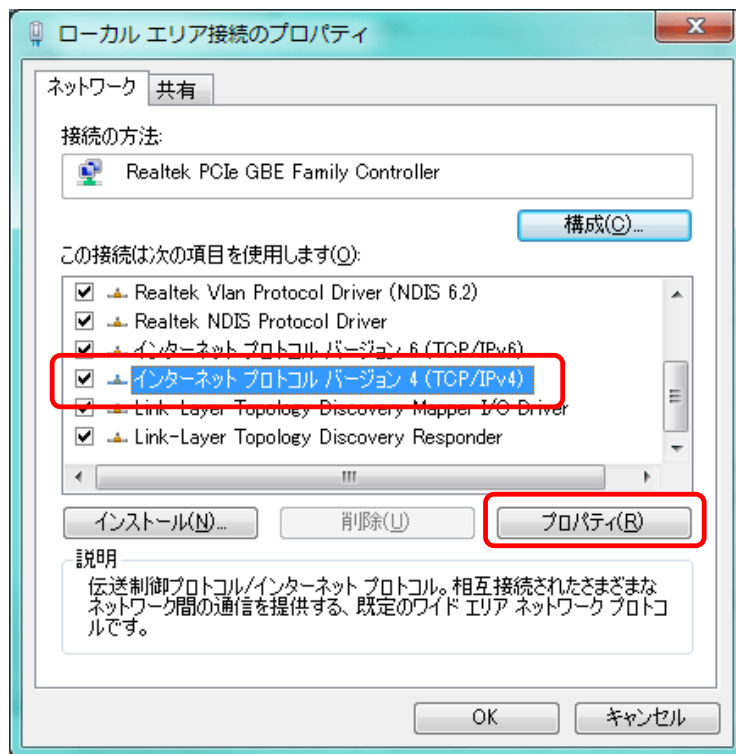 ローカル エリア接続のプロパティ
ネットワーク 共有
接続の方法:
Realtek PCIe GBE Family Controller
構成(C)...
この接続は次の項目を使用します(O):
Realtek Vlan Protocol Driver (NDIS 6.2)
Realtek NDIS Protocol Driver
インターネット プロトコル バージョン 6 (TCP/IPv6)
インターネット プロトコル バージョン 4 (TCP/IPv4)
Link-Layer Topology Discovery Mapper I/O Driver
Link-Layer Topology Discovery Responder
インストール(N)... 削除(U) プロパティ(R)
説明
伝送制御プロトコル/インターネット プロトコル。相互接続されたさまざまな
ネットワーク間の通信を提供する、既定のワイド エリア ネットワーク プロトコ
ルです。
OK キャンセル